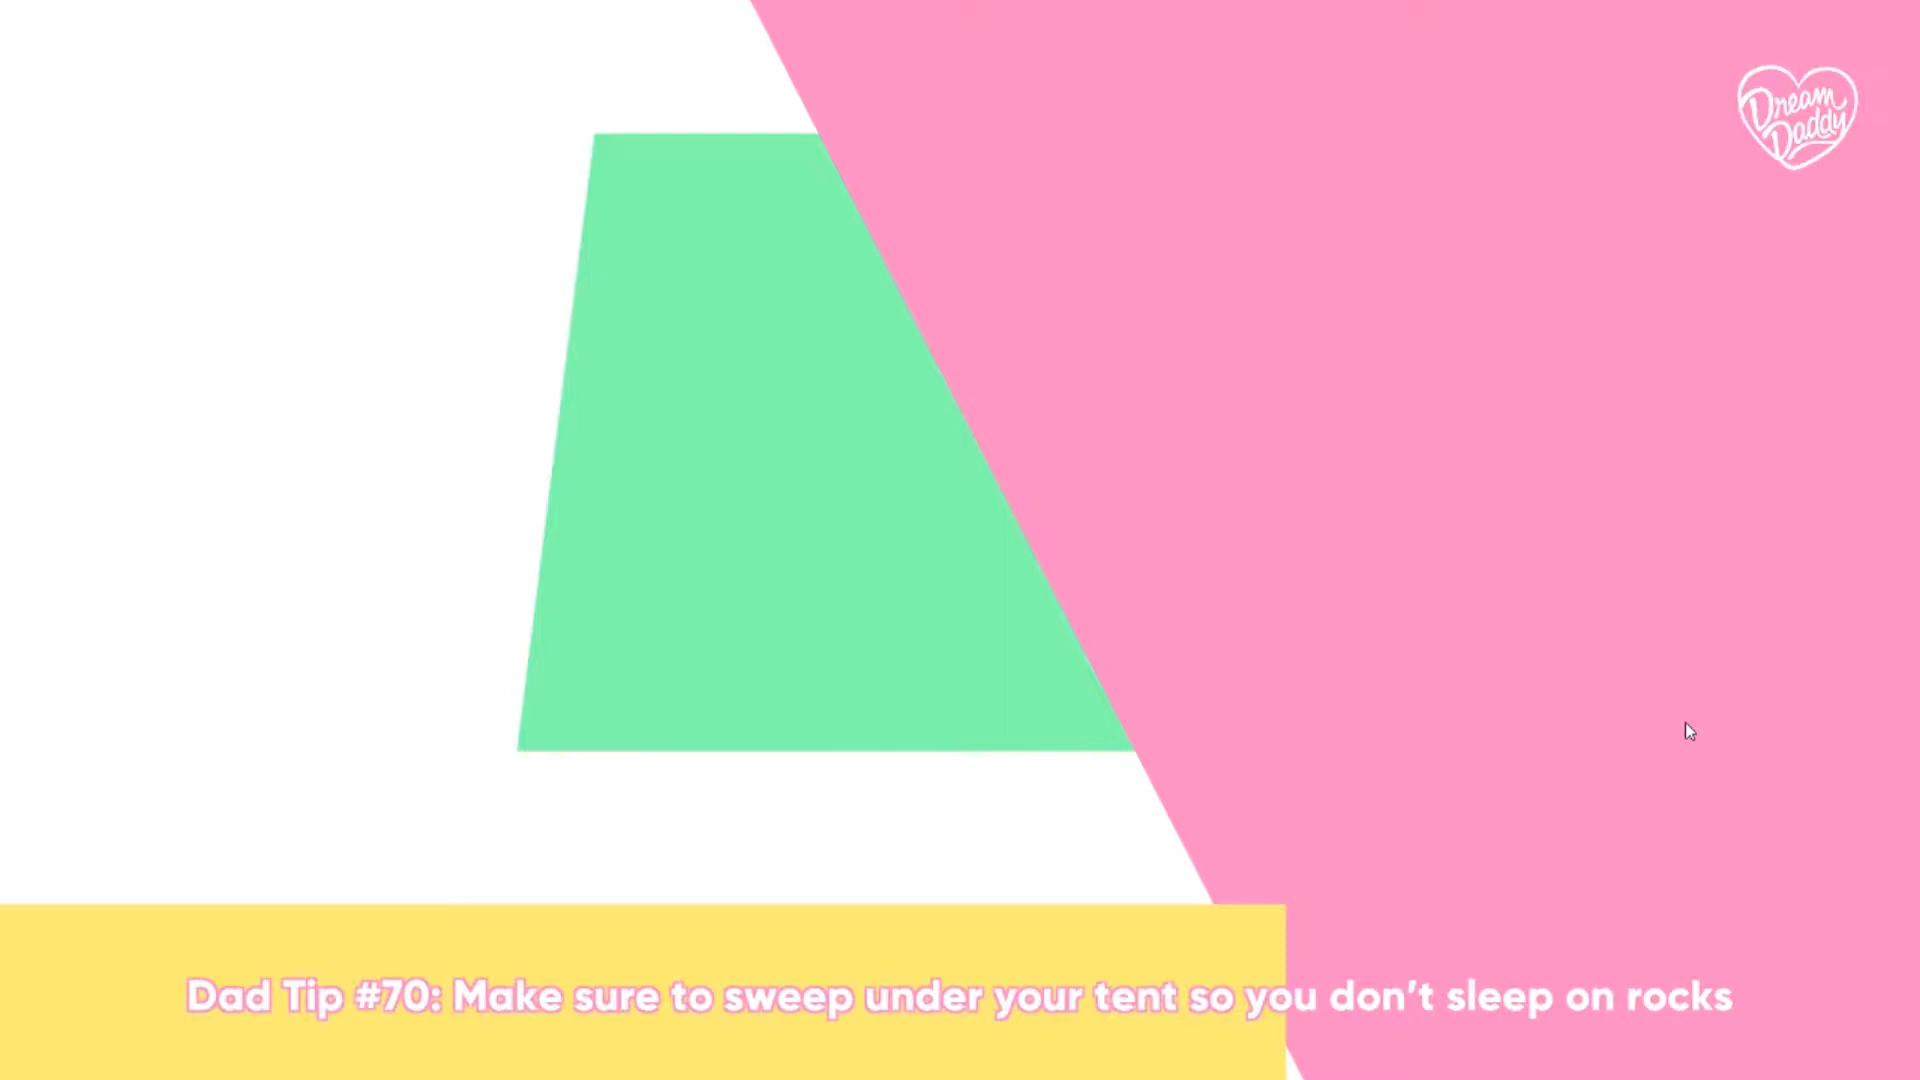 Dream
Daddy
Dad Tip #70: Make sure to sweep under your tent so you don’t sleep on rocks